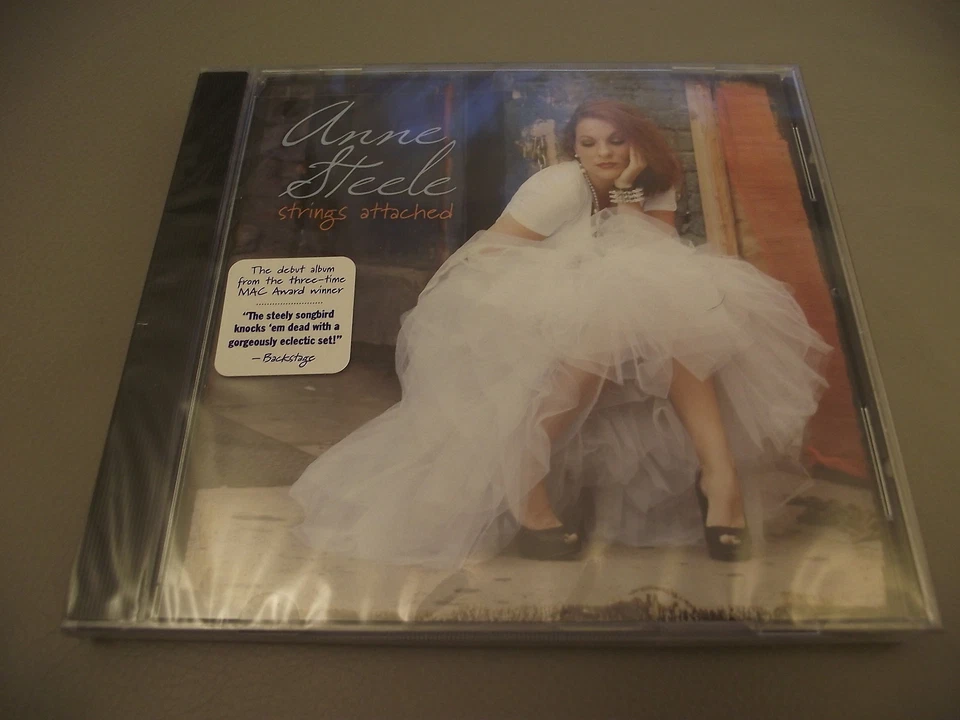 Anne
Steele
strings attached
The debut album
from the three-time
MAC Award winner
"The steely songbird
knocks 'em dead with a
gorgeously eclectic set!"
— Backstage